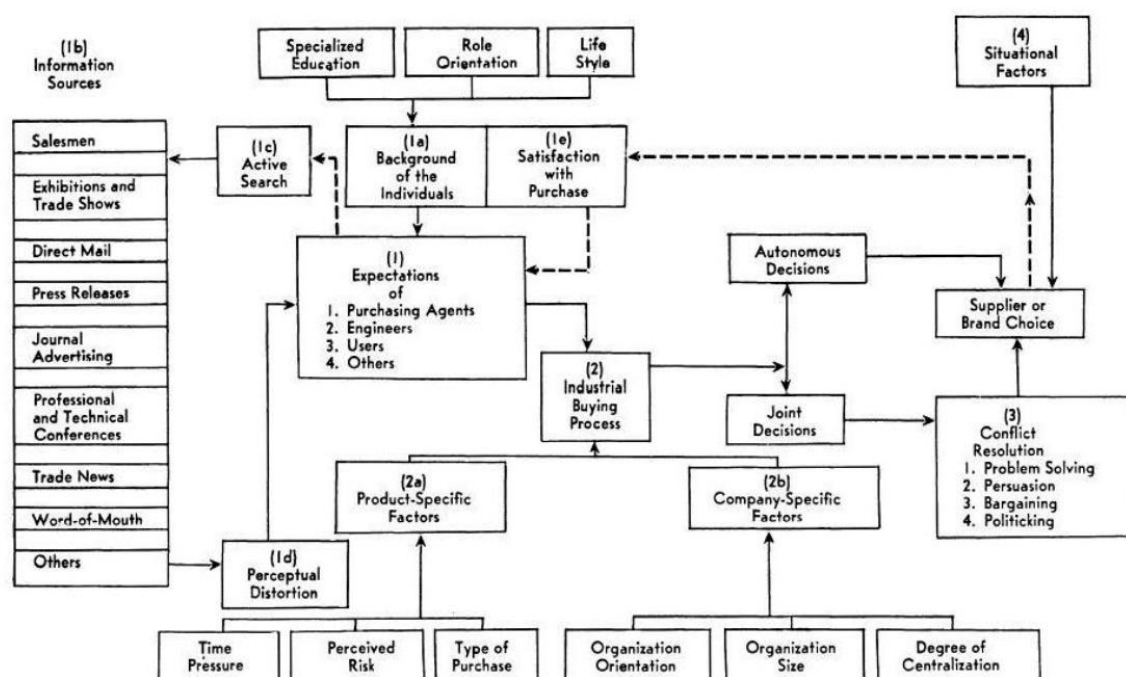 (1b)
Information
Sources
Salesmen
Exhibitions and
Trade Shows
Direct Mail
Press Releases
Journal
Advertising
Professional
and Technical
Conferences
Trade News
Word-of-Mouth
Others
Specialized
Education
Role
Orientation
Life
Style
(1c)
Active
Search
(1a)
Background
of the
Individuals
(1e)
Satisfaction
with
Purchase
(4)
Situational
Factors
(1)
Expectations
of
1. Purchasing Agents
2. Engineers
3. Users
4. Others
(2)
Industrial
Buying
Process
Autonomous
Decisions
Joint
Decisions
Supplier or
Brand Choice
(3)
Conflict
Resolution
1. Problem Solving
2. Persuasion
3. Bargaining
4. Politicking
(2a)
Product-Specific
Factors
(2b)
Company-Specific
Factors
(1d)
Perceptual
Distortion
Time
Pressure
Perceived
Risk
Type of
Purchase
Organization
Orientation
Organization
Size
Degree of
Centralization